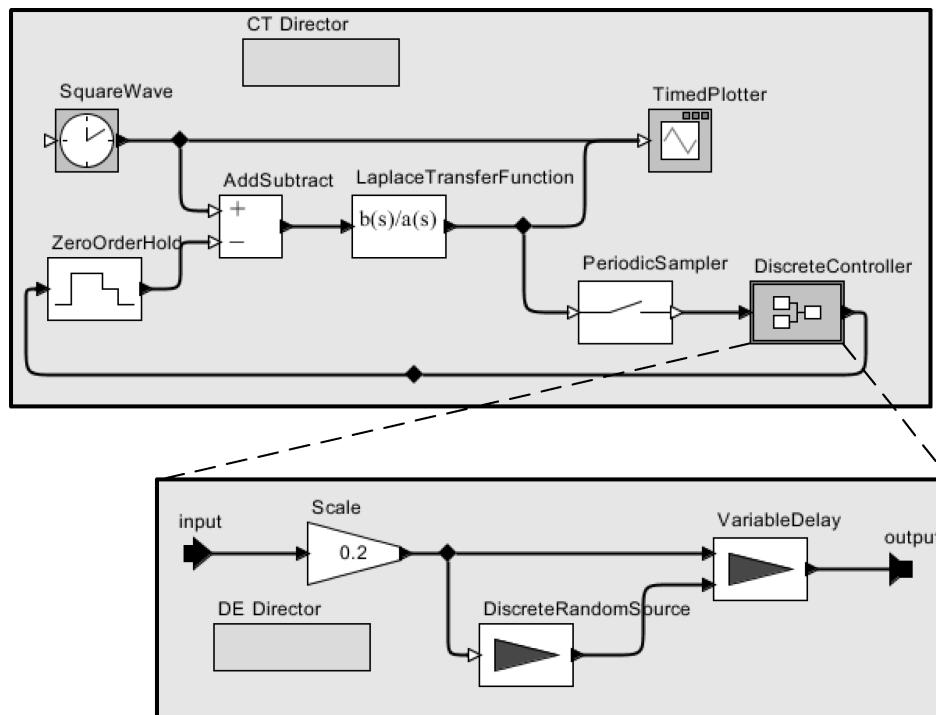 CT Director
SquareWave
TimedPlotter
AddSubtract
LaplaceTransferFunction
+
b(s)/a(s)
−
ZeroOrderHold
PeriodicSampler
DiscreteController
Scale
input
0.2
VariableDelay
output
DE Director
DiscreteRandomSource